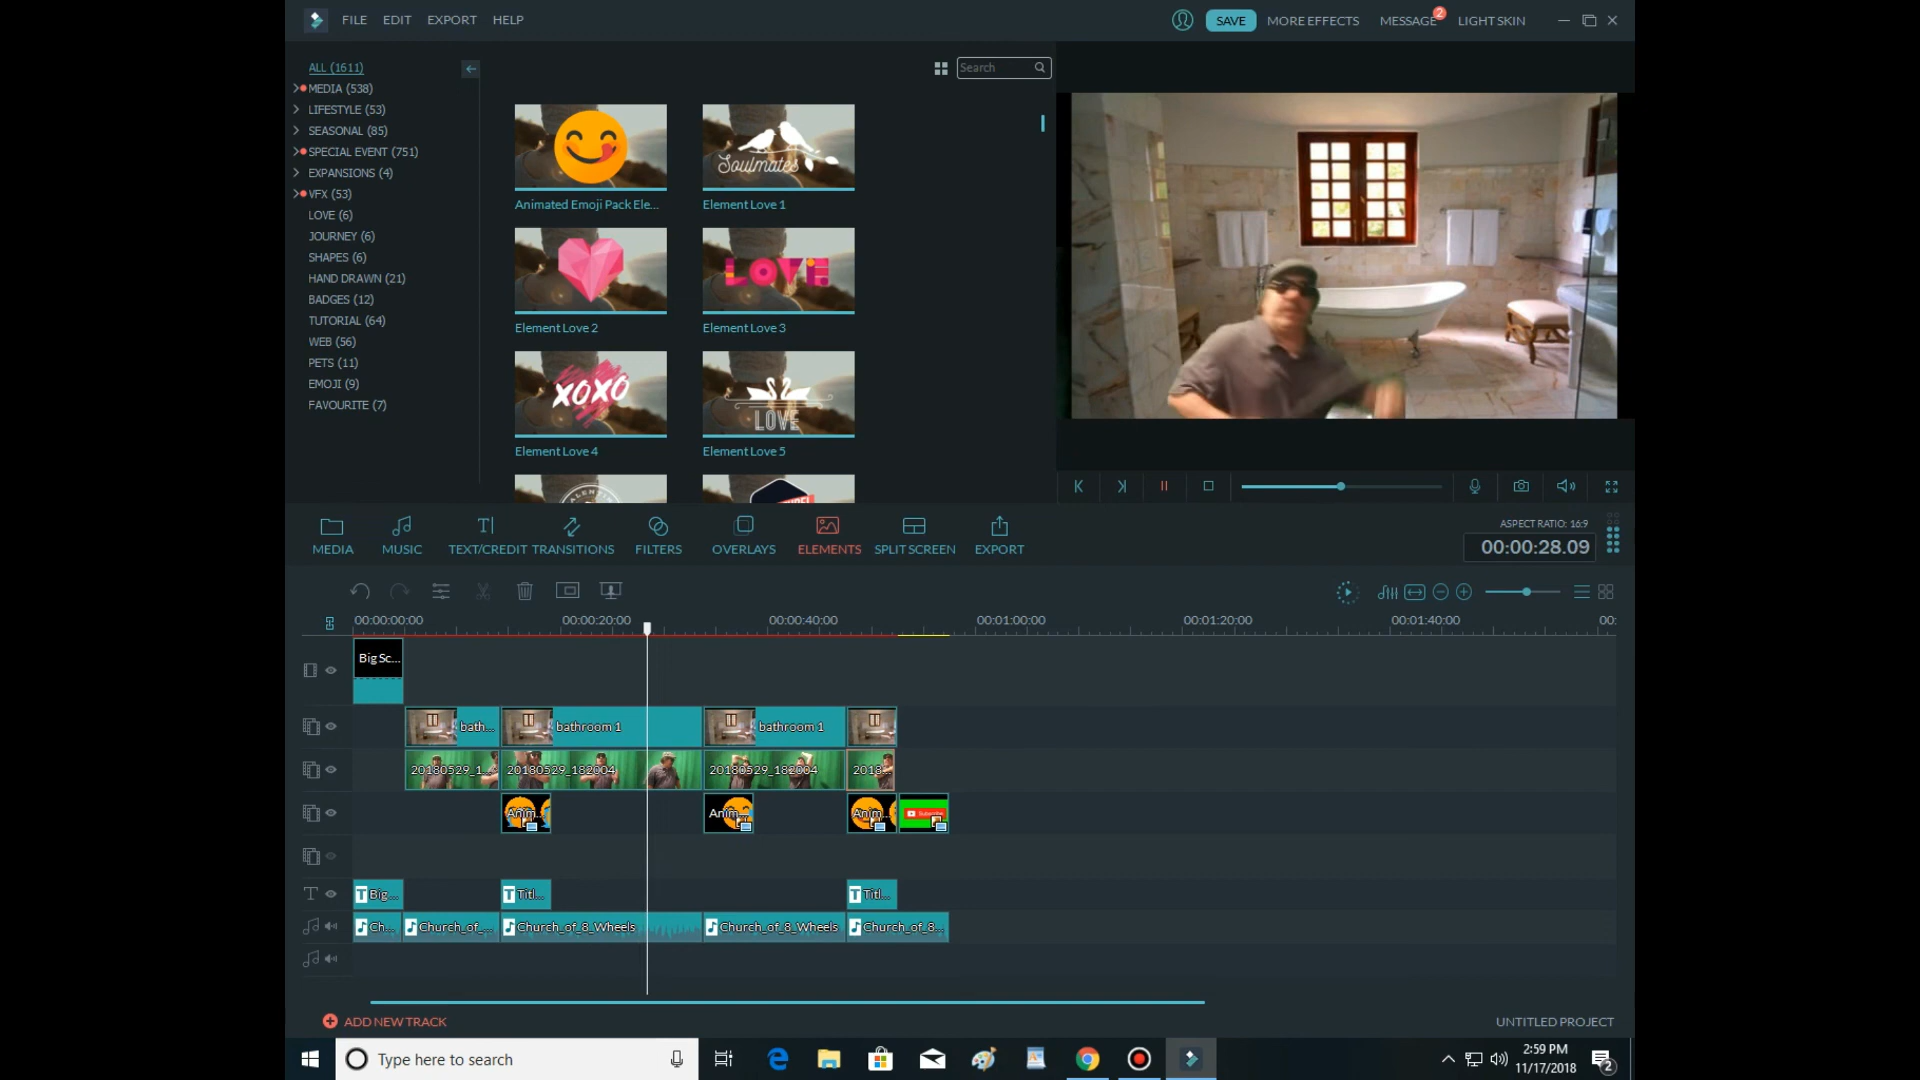 FILE EDIT EXPORT HELP
SAVE MORE EFFECTS MESSAGE 2 LIGHT SKIN
ALL (1611)
MEDIA (538)
LIFESTYLE (53)
SEASONAL (85)
SPECIAL EVENT (751)
EXPANSIONS (4)
VFX (53)
LOVE (6)
JOURNEY (6)
SHAPES (6)
HAND DRAWN (21)
BADGES (12)
TUTORIAL (64)
WEB (56)
PETS (11)
EMOJI (9)
FAVOURITE (7)
Search
Soulmates
Animated Emoji Pack Ele...
Element Love 1
LOVE
Element Love 2
Element Love 3
XOXO
LOVE
Element Love 4
Element Love 5
MEDIA MUSIC TEXT/CREDIT TRANSITIONS FILTERS OVERLAYS ELEMENTS SPLIT SCREEN EXPORT
ASPECT RATIO: 16:9
00:00:28.09
00:00:00:00 00:00:20:00 00:00:40:00 00:01:00:00 00:01:20:00 00:01:40:00 00:
Big Sc...
bath... bathroom 1 bathroom 1
20180529_1... 20180529_182004 20180529_182004 2018...
Anim... Anim... Anim... Subscribe
T Big... T Titl... T Titl...
Ch... Church_of_... Church_of_8_Wheels Church_of_8_Wheels Church_of_8...
ADD NEW TRACK
UNTITLED PROJECT
Type here to search
2:59 PM
11/17/2018
2